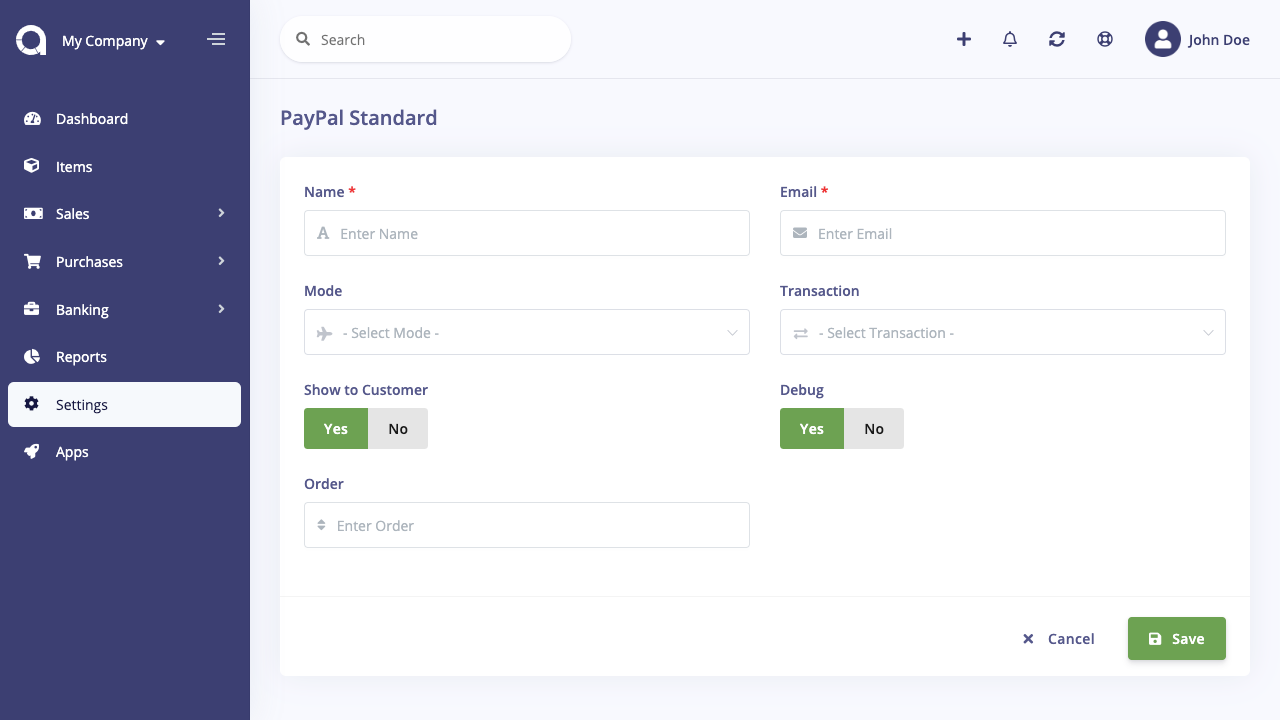 My Company
Search
John Doe
Dashboard
Items
Sales
Purchases
Banking
Reports
Settings
Apps
PayPal Standard
Name *
Email *
Enter Name
Enter Email
Mode
Transaction
- Select Mode -
- Select Transaction -
Show to Customer
Debug
Yes No
Yes No
Order
Enter Order
Cancel
Save